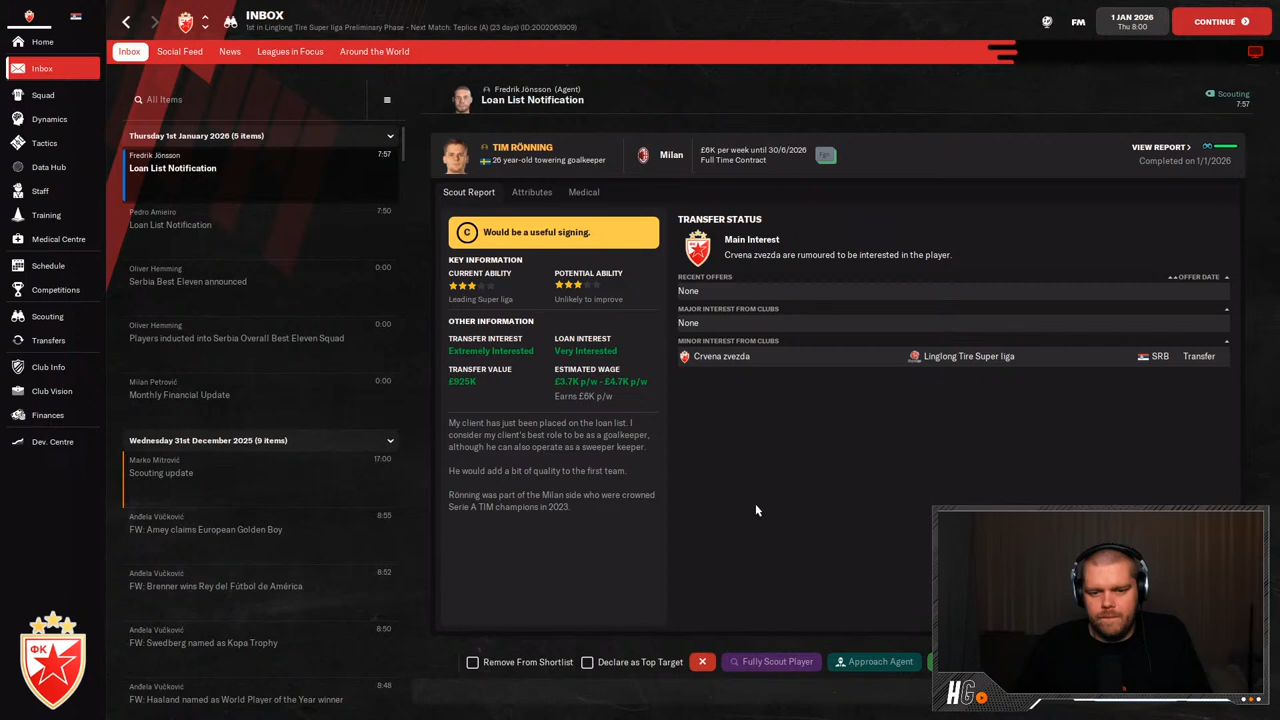 INBOX
1st in Linglong Tire Super liga Preliminary Phase - Next Match: Teplice (A) (23 days) (ID:2002063909)
FM
1 JAN 2026
Thu 8:00
CONTINUE
Home
Inbox
Squad
Dynamics
Tactics
Data Hub
Staff
Training
Medical Centre
Schedule
Competitions
Scouting
Transfers
Club Info
Club Vision
Finances
Dev. Centre
ФК
Inbox
Social Feed
News
Leagues in Focus
Around the World
All Items
Thursday 1st January 2026 (5 items)
Fredrik Jönsson
7:57
Loan List Notification
Pedro Amieiro
7:50
Loan List Notification
Oliver Hemming
0:00
Serbia Best Eleven announced
Oliver Hemming
0:00
Players inducted into Serbia Overall Best Eleven Squad
Milan Petrović
0:00
Monthly Financial Update
Wednesday 31st December 2025 (9 items)
Marko Mitrović
17:00
Scouting update
Anđela Vučković
8:55
FW: Amey claims European Golden Boy
Anđela Vučković
8:52
FW: Brenner wins Rey del Fútbol de América
Anđela Vučković
8:50
FW: Swedberg named as Kopa Trophy
Anđela Vučković
8:48
FW: Haaland named as World Player of the Year winner
Fredrik Jönsson (Agent)
Loan List Notification
Scouting
7:57
TIM RÖNNING
26 year-old towering goalkeeper
Milan
£6K per week until 30/6/2026
Full Time Contract
Fgn
VIEW REPORT
Completed on 1/1/2026
Scout Report
Attributes
Medical
C
Would be a useful signing.
KEY INFORMATION
CURRENT ABILITY
POTENTIAL ABILITY
Leading Super liga
Unlikely to improve
OTHER INFORMATION
TRANSFER INTEREST
LOAN INTEREST
Extremely Interested
Very Interested
TRANSFER VALUE
ESTIMATED WAGE
£925K
£3.7K p/w - £4.7K p/w
Earns £6K p/w
My client has just been placed on the loan list. I
consider my client's best role to be as a goalkeeper,
although he can also operate as a sweeper keeper.
He would add a bit of quality to the first team.
Rönning was part of the Milan side who were crowned
Serie A TIM champions in 2023.
TRANSFER STATUS
Main Interest
Crvena zvezda are rumoured to be interested in the player.
RECENT OFFERS
OFFER DATE
None
MAJOR INTEREST FROM CLUBS
None
MINOR INTEREST FROM CLUBS
Crvena zvezda
Linglong Tire Super liga
SRB
Transfer
Remove From Shortlist
Declare as Top Target
Fully Scout Player
Approach Agent
HG